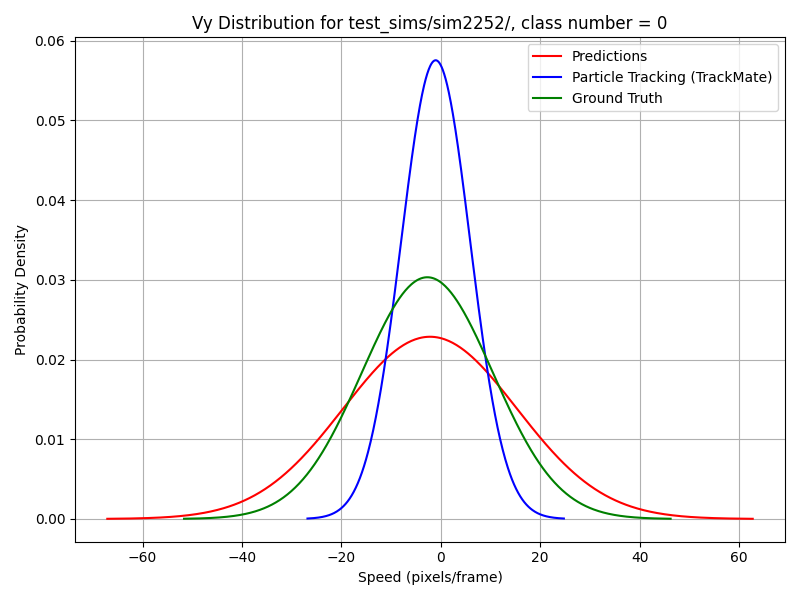 Vy Distribution for test_sims/sim2252/, class number = 0
Predictions
Particle Tracking (TrackMate)
Ground Truth
Probability Density
0.06
0.05
0.04
0.03
0.02
0.01
0.00
−60 −40 −20 0 20 40 60
Speed (pixels/frame)